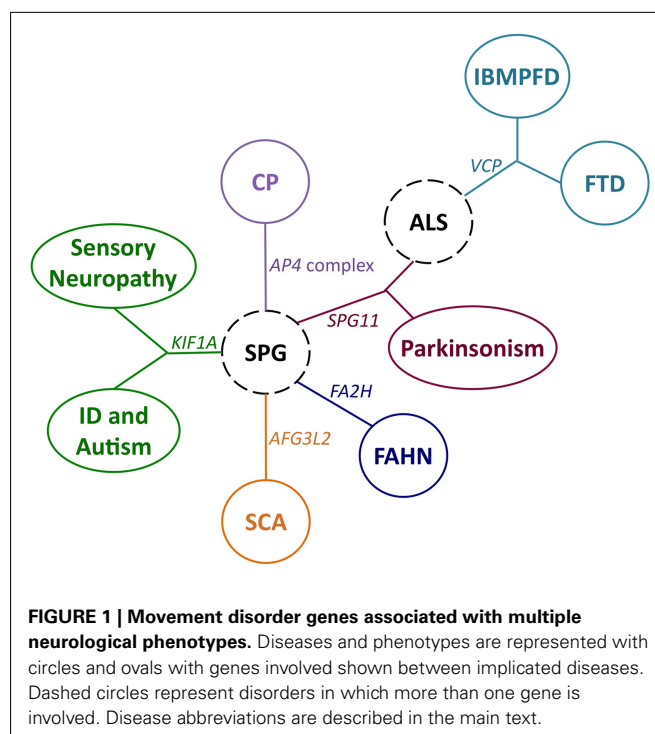 IBMPFD
VCP
FTD
CP
ALS
Sensory
Neuropathy
AP4 complex
SPG11
KIF1A
SPG
Parkinsonism
FA2H
ID and
Autism
AFG3L2
FAHN
SCA
FIGURE 1 | Movement disorder genes associated with multiple
neurological phenotypes. Diseases and phenotypes are represented with
circles and ovals with genes involved shown between implicated diseases.
Dashed circles represent disorders in which more than one gene is
involved. Disease abbreviations are described in the main text.